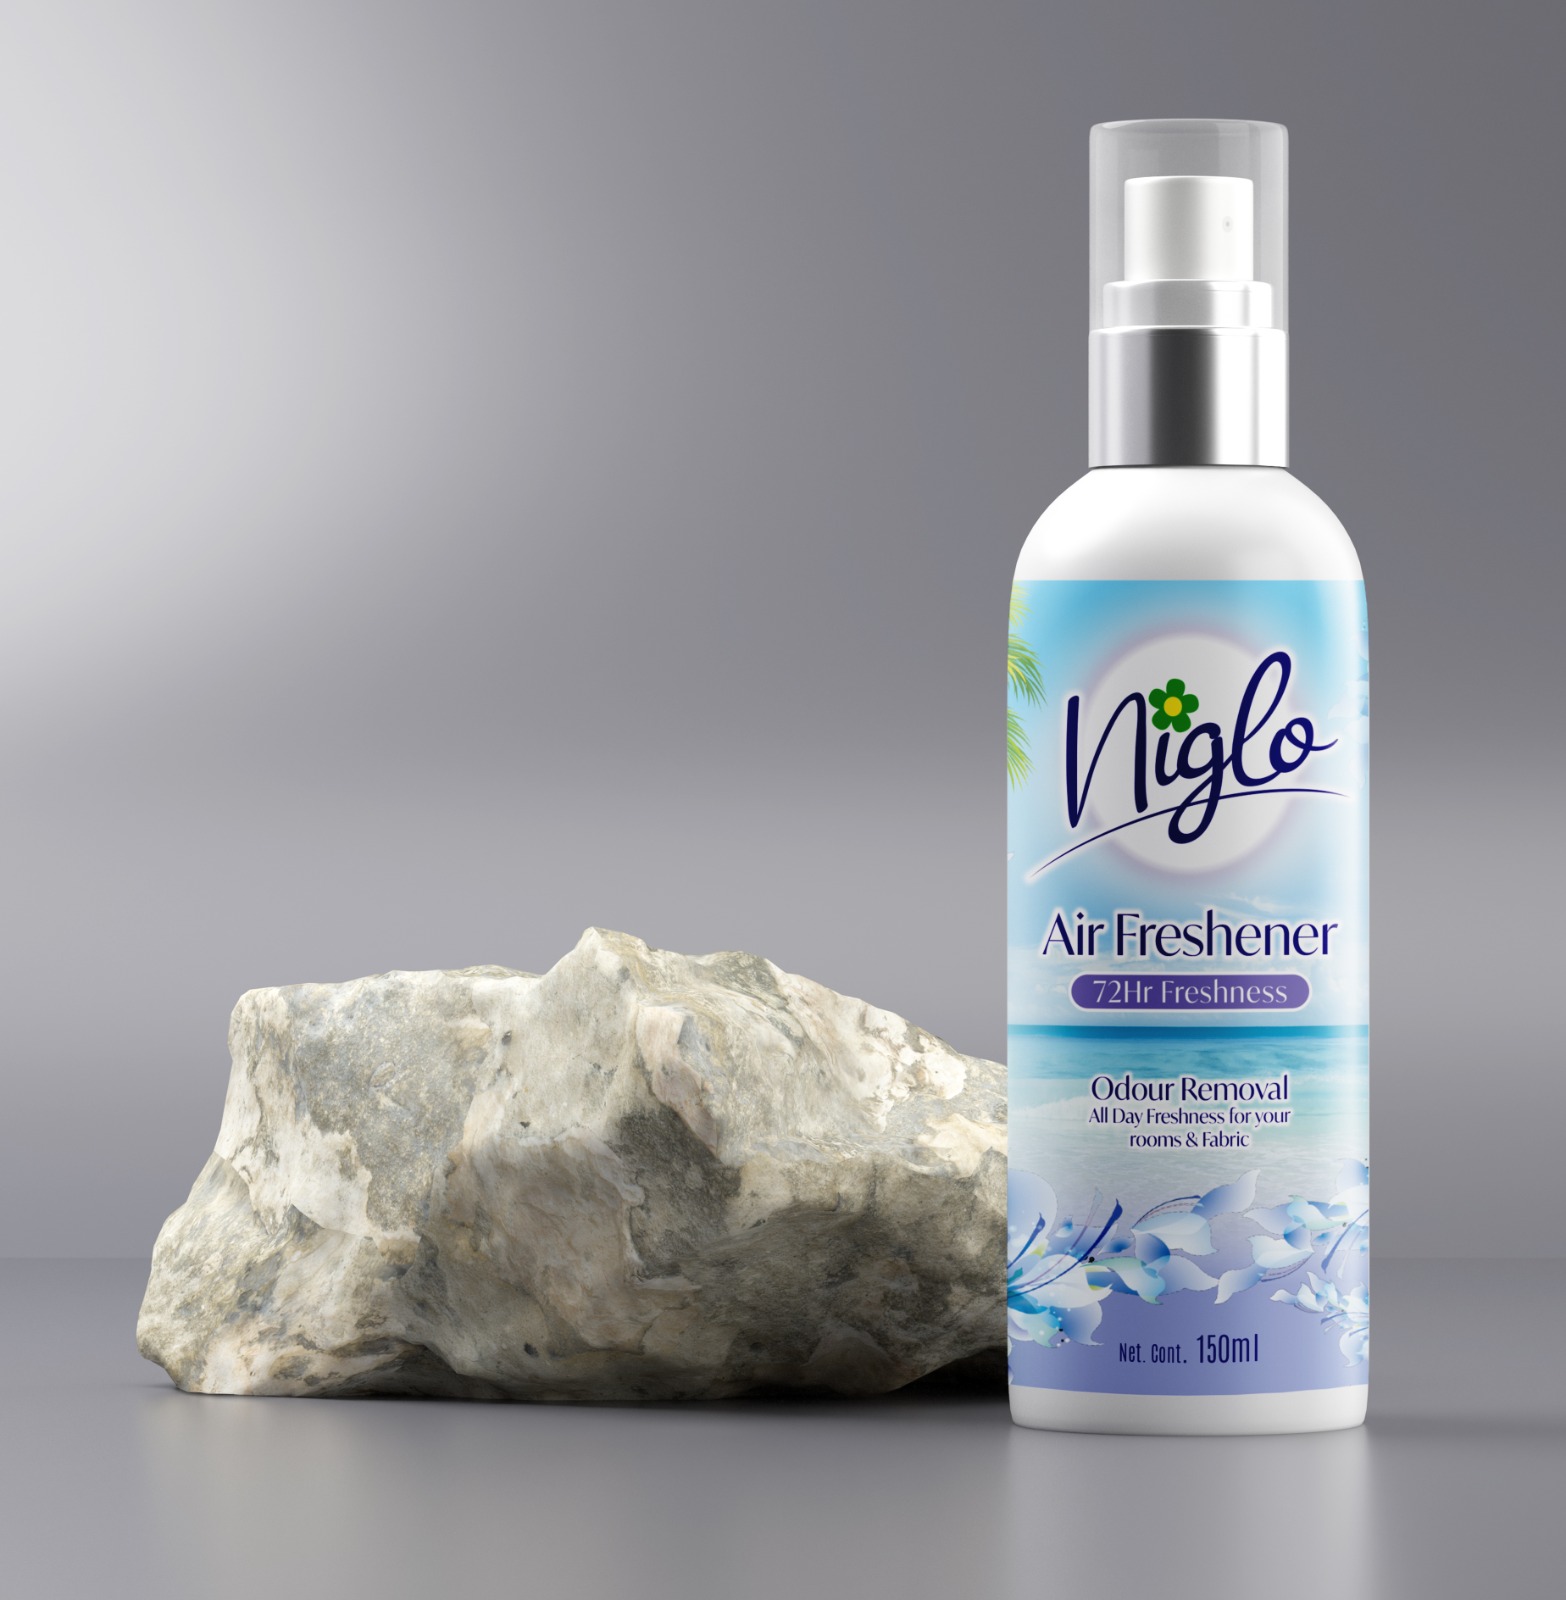 Niglo
Air Freshener
72Hr Freshness
Odour Removal
All Day Freshness for your
rooms & Fabric
Net. Cont. 150ml